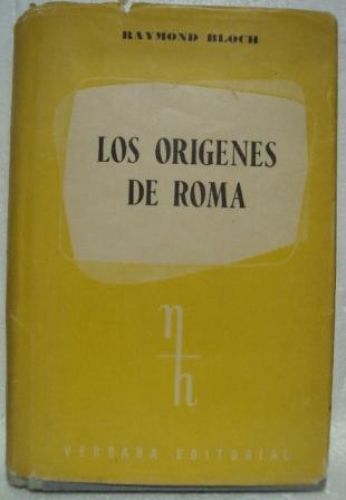 RAYMOND BLOCH
LOS ORIGENES
DE ROMA
n
h
VERGARA EDITORIAL